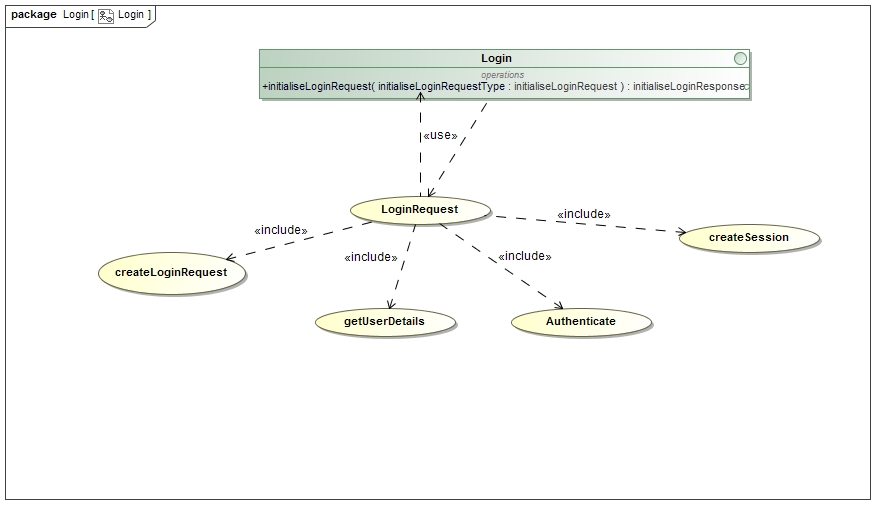 package Login [ Login ]
Login
operations
+initialiseLoginRequest( initialiseLoginRequestType : initialiseLoginRequest ) : initialiseLoginResponse
«use»
LoginRequest
«include»
«include»
createSession
«include»
«include»
createLoginRequest
getUserDetails
Authenticate